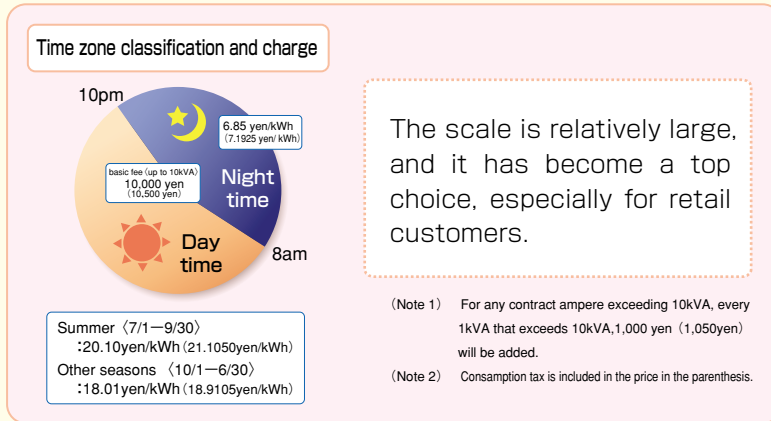 Time zone classification and charge
10pm
6.85 yen/kWh
(7.1925 yen/ kWh)
basic fee (up to 10kVA)
10,000 yen
(10,500 yen)
Night
time
Day
time
8am
Summer 〈7/1−9/30〉
:20.10yen/kWh(21.1050yen/kWh)
Other seasons 〈10/1−6/30〉
:18.01yen/kWh(18.9105yen/kWh)
The scale is relatively large,
and it has become a top
choice, especially for retail
customers.
(Note 1) For any contract ampere exceeding 10kVA, every
1kVA that exceeds 10kVA,1,000 yen (1,050yen)
will be added.
(Note 2) Consamption tax is included in the price in the parenthesis.